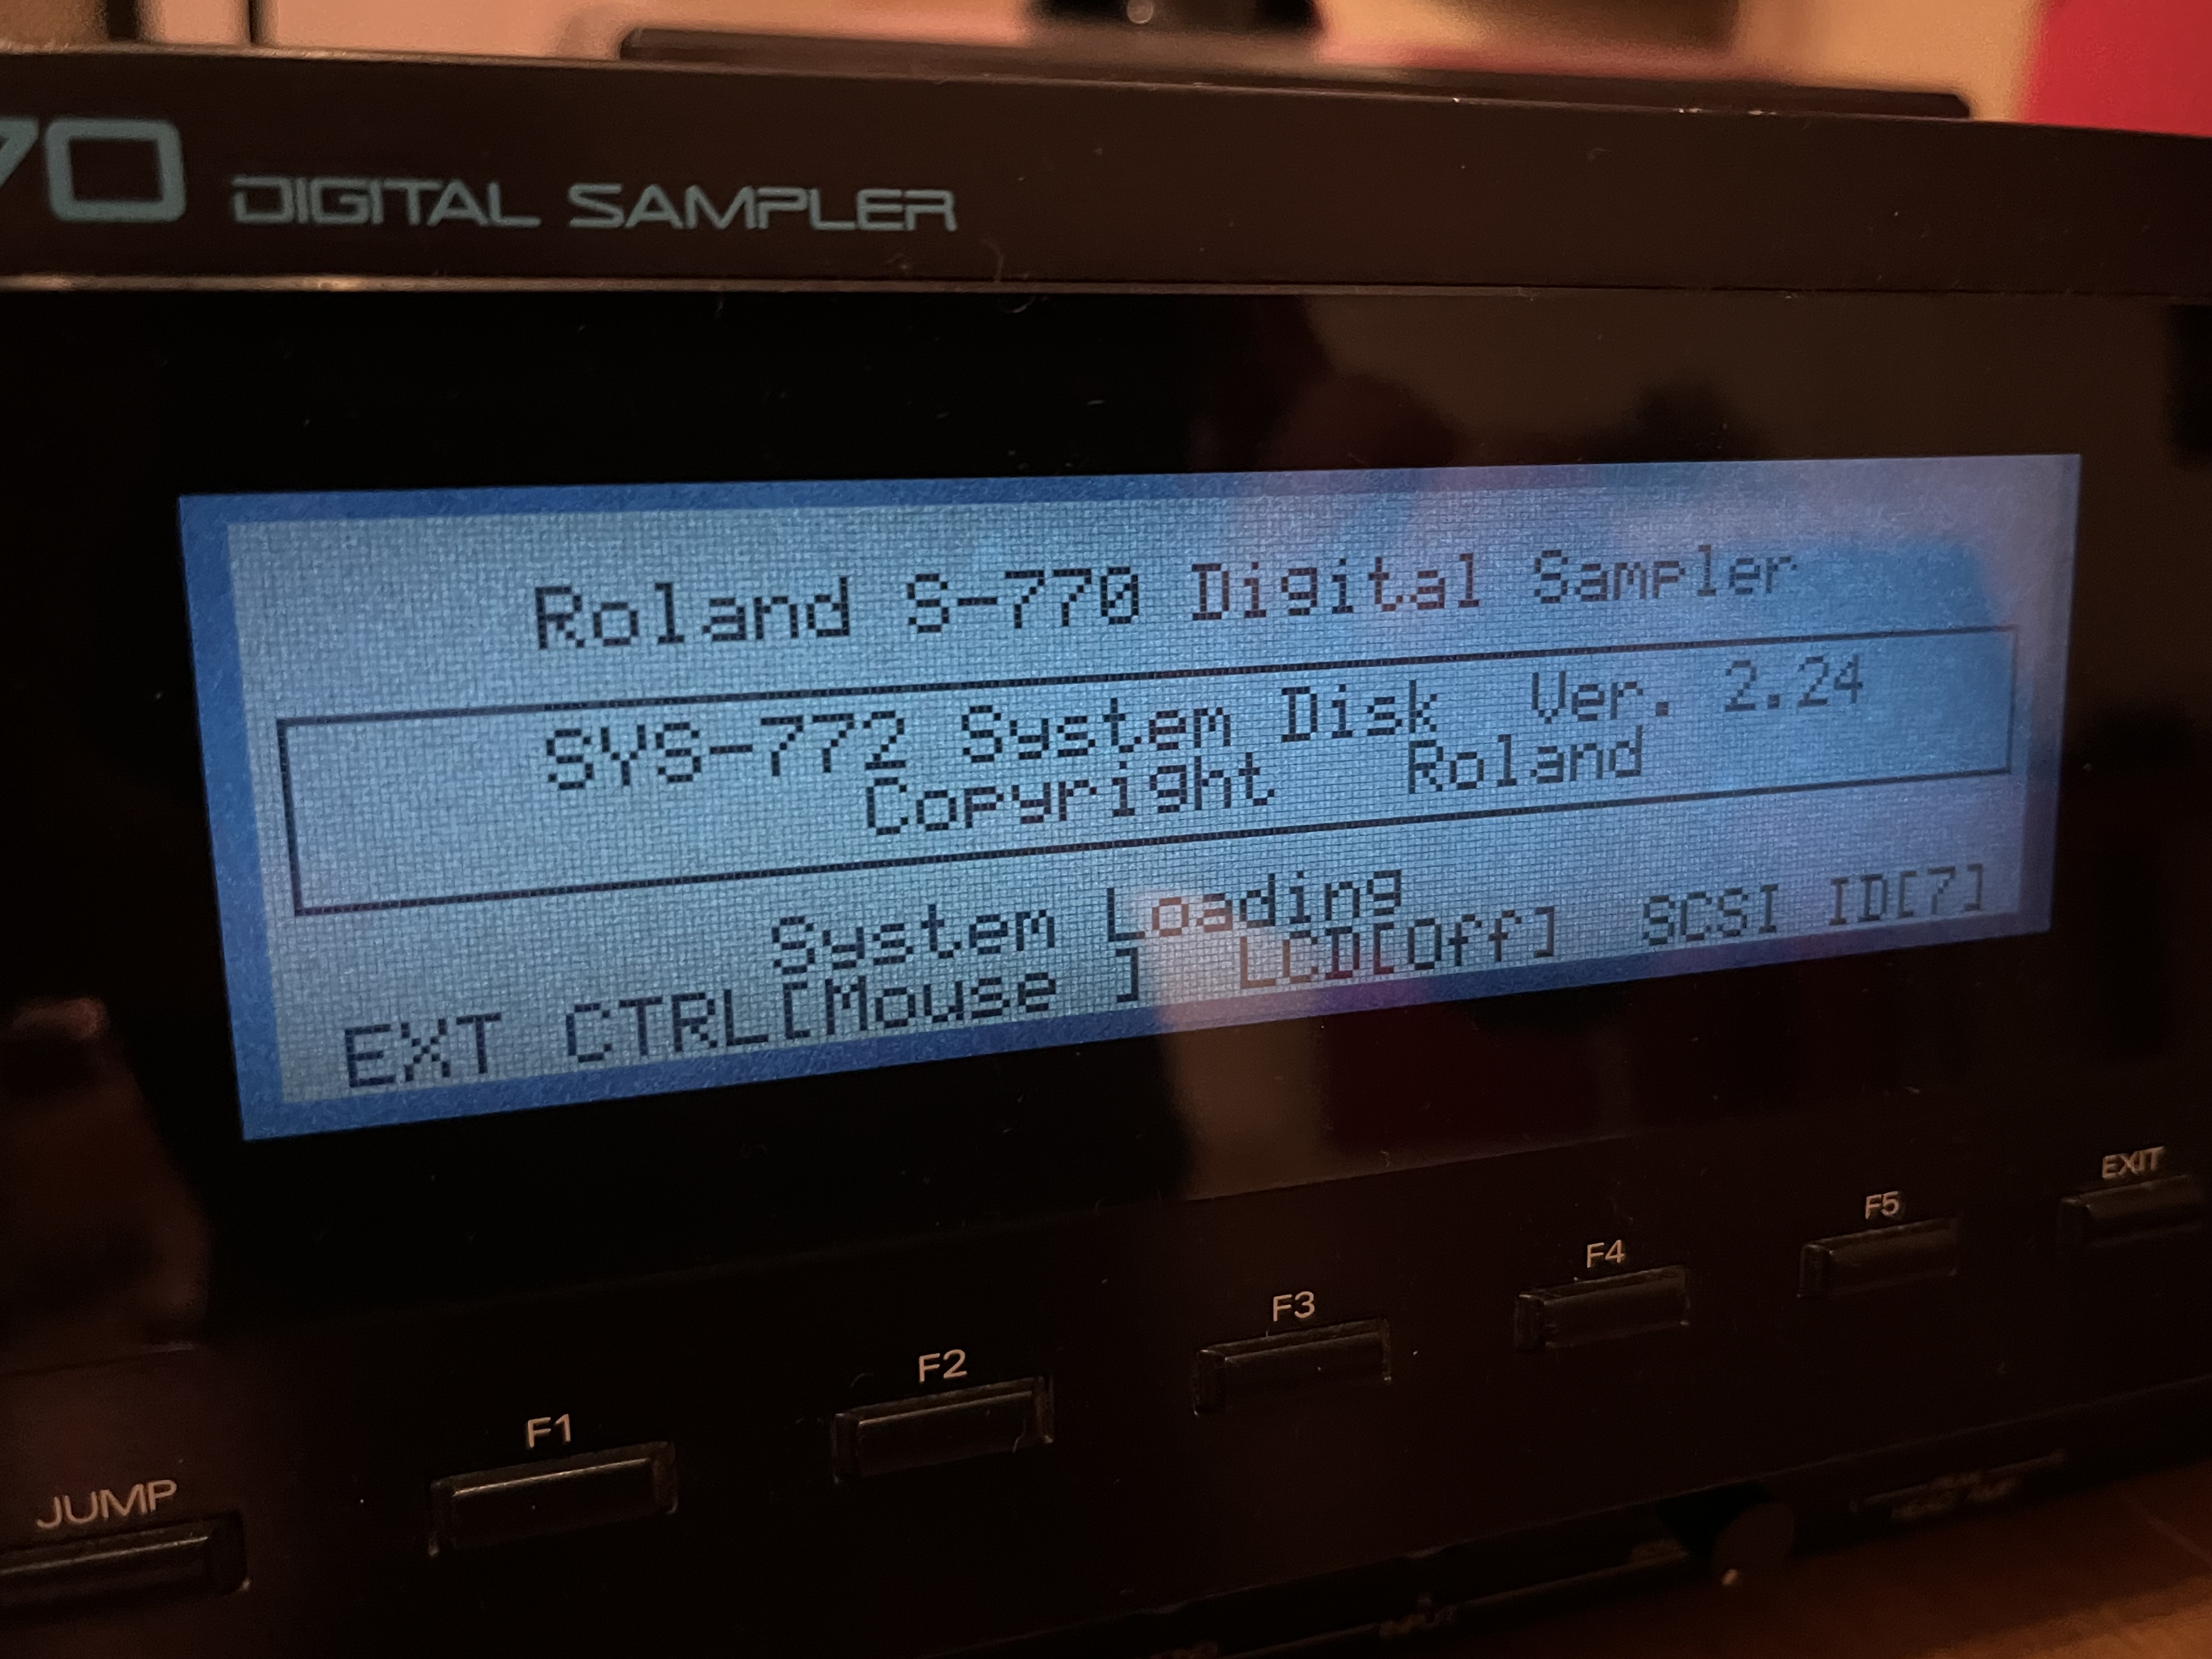 70 DIGITAL SAMPLER
Roland S-770 Digital Sampler
SYS-772 System Disk Ver. 2.24
Copyright Roland
System Loading
EXT CTRL[Mouse ] LCD[Off] SCSI ID[7]
JUMP F1 F2 F3 F4 F5 EXIT